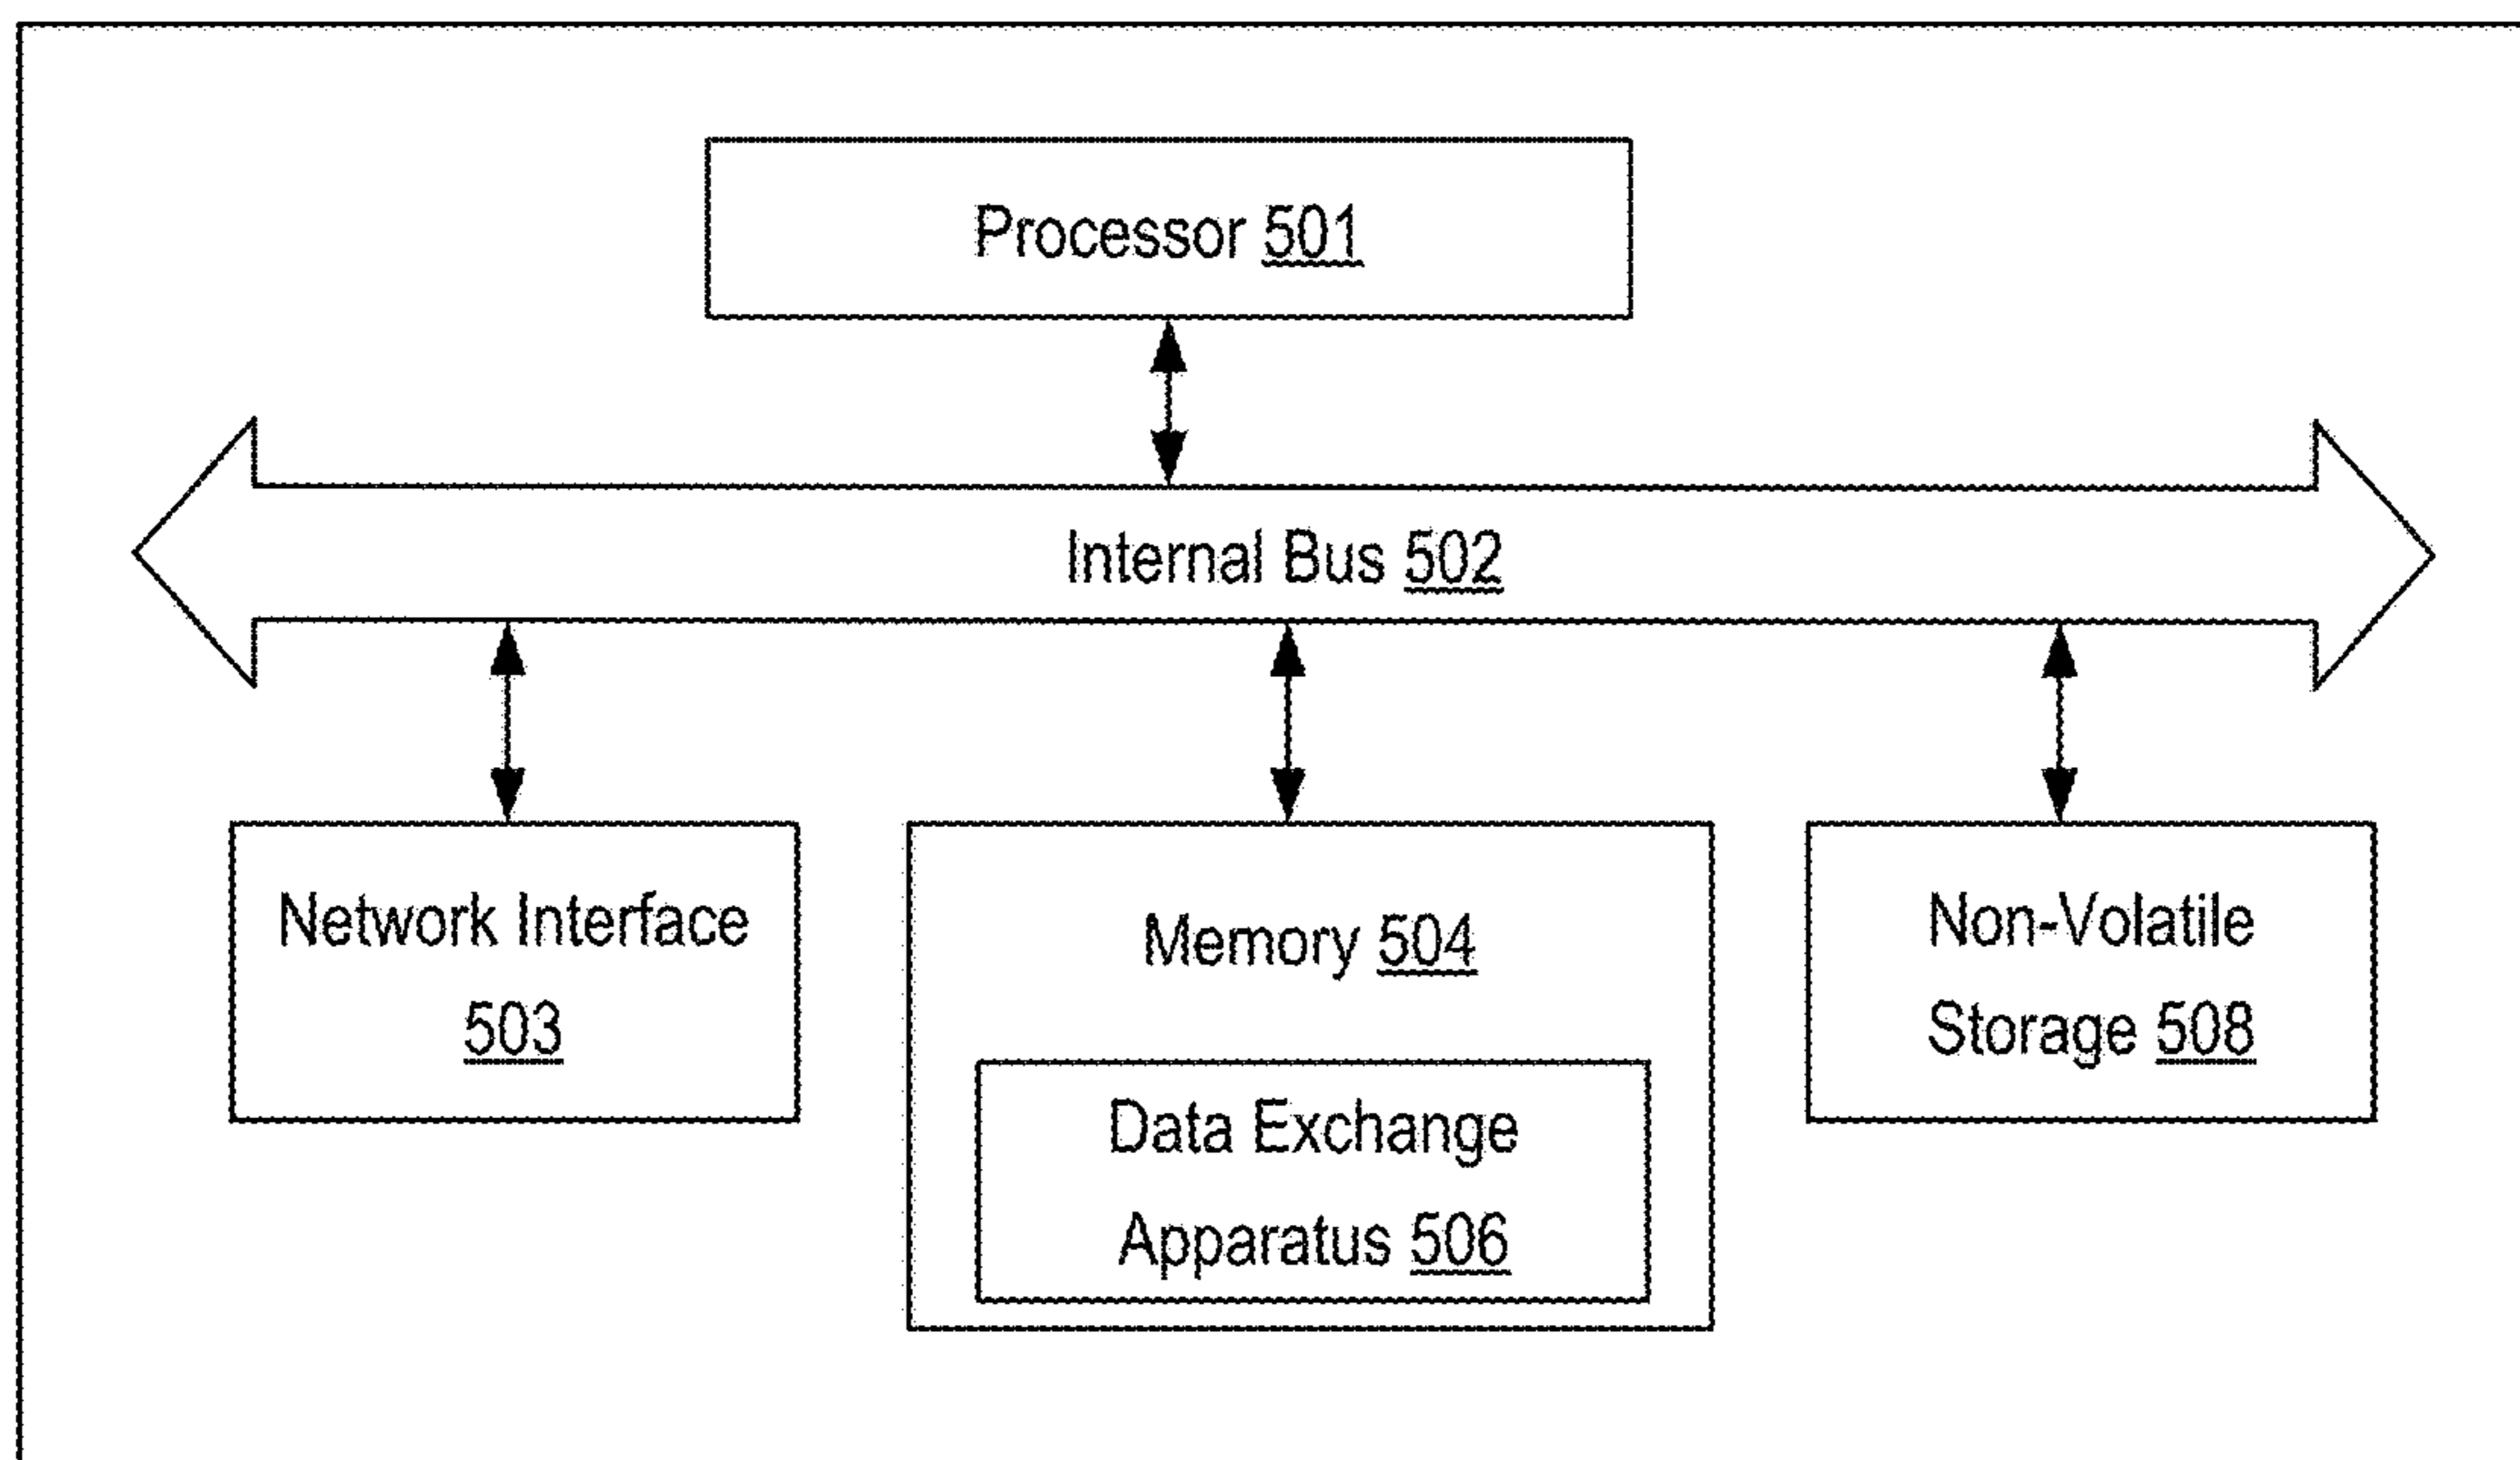 Processor 501
Internal Bus 502
Network Interface
503
Memory 504
Data Exchange
Apparatus 506
Non-Volatile
Storage 508